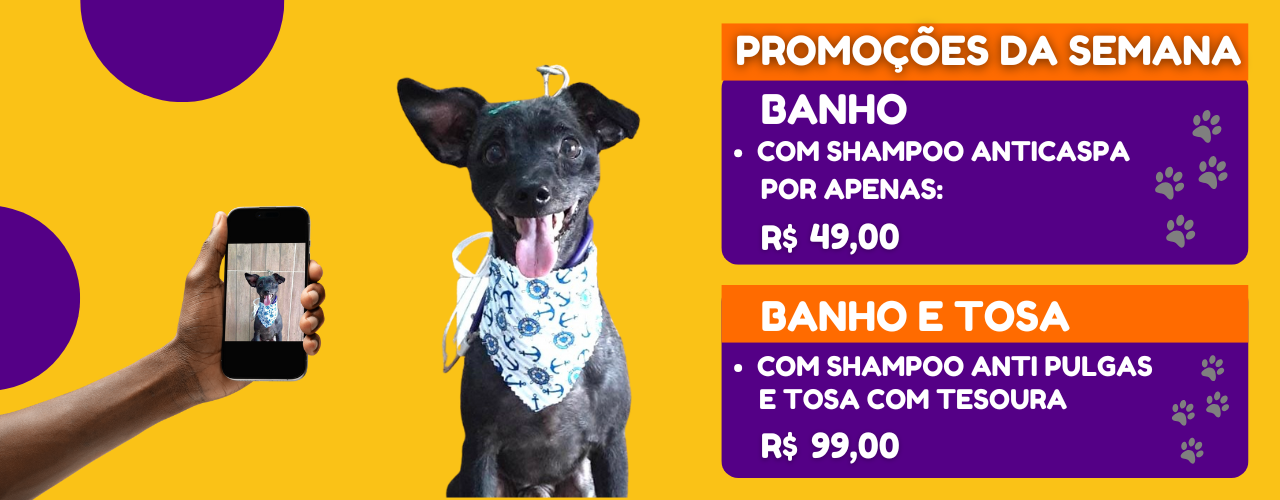 PROMOÇÕES DA SEMANA
BANHO
• COM SHAMPOO ANTICASPA
POR APENAS:
R$ 49,00
BANHO E TOSA
• COM SHAMPOO ANTI PULGAS
E TOSA COM TESOURA
R$ 99,00